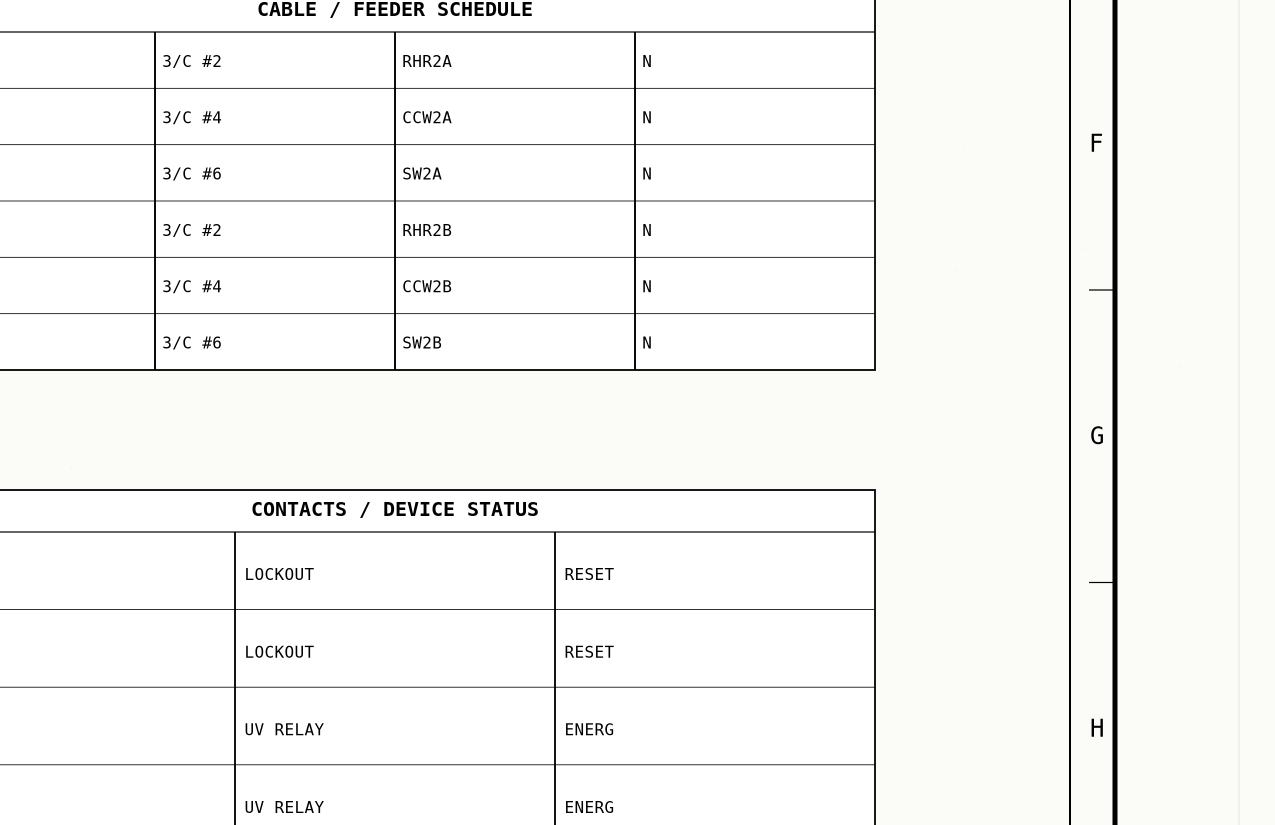 CABLE / FEEDER SCHEDULE
3/C #2 RHR2A N
3/C #4 CCW2A N
F
3/C #6 SW2A N
3/C #2 RHR2B N
3/C #4 CCW2B N
3/C #6 SW2B N
G
CONTACTS / DEVICE STATUS
LOCKOUT RESET
LOCKOUT RESET
UV RELAY ENERG
H
UV RELAY ENERG